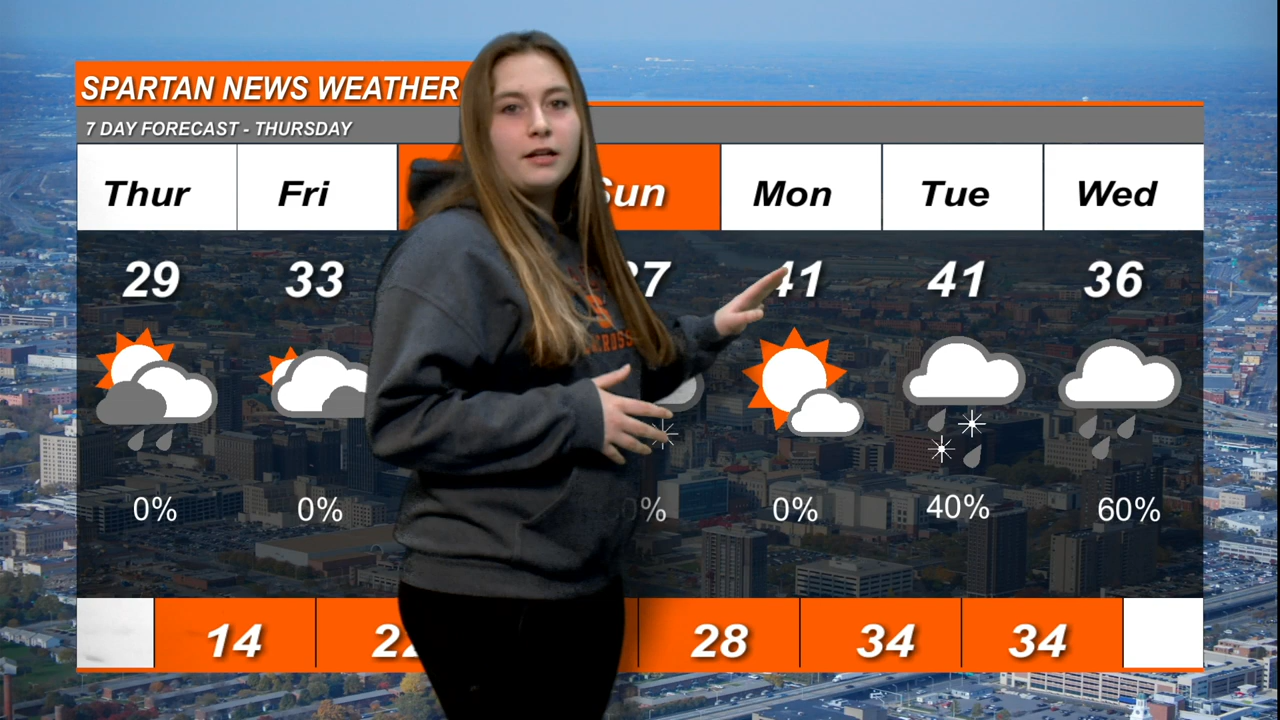 SPARTAN NEWS WEATHER
7 DAY FORECAST - THURSDAY
Thur Fri Sun Mon Tue Wed
29 33 41 41 36
0% 0% 0% 40% 60%
14 28 34 34